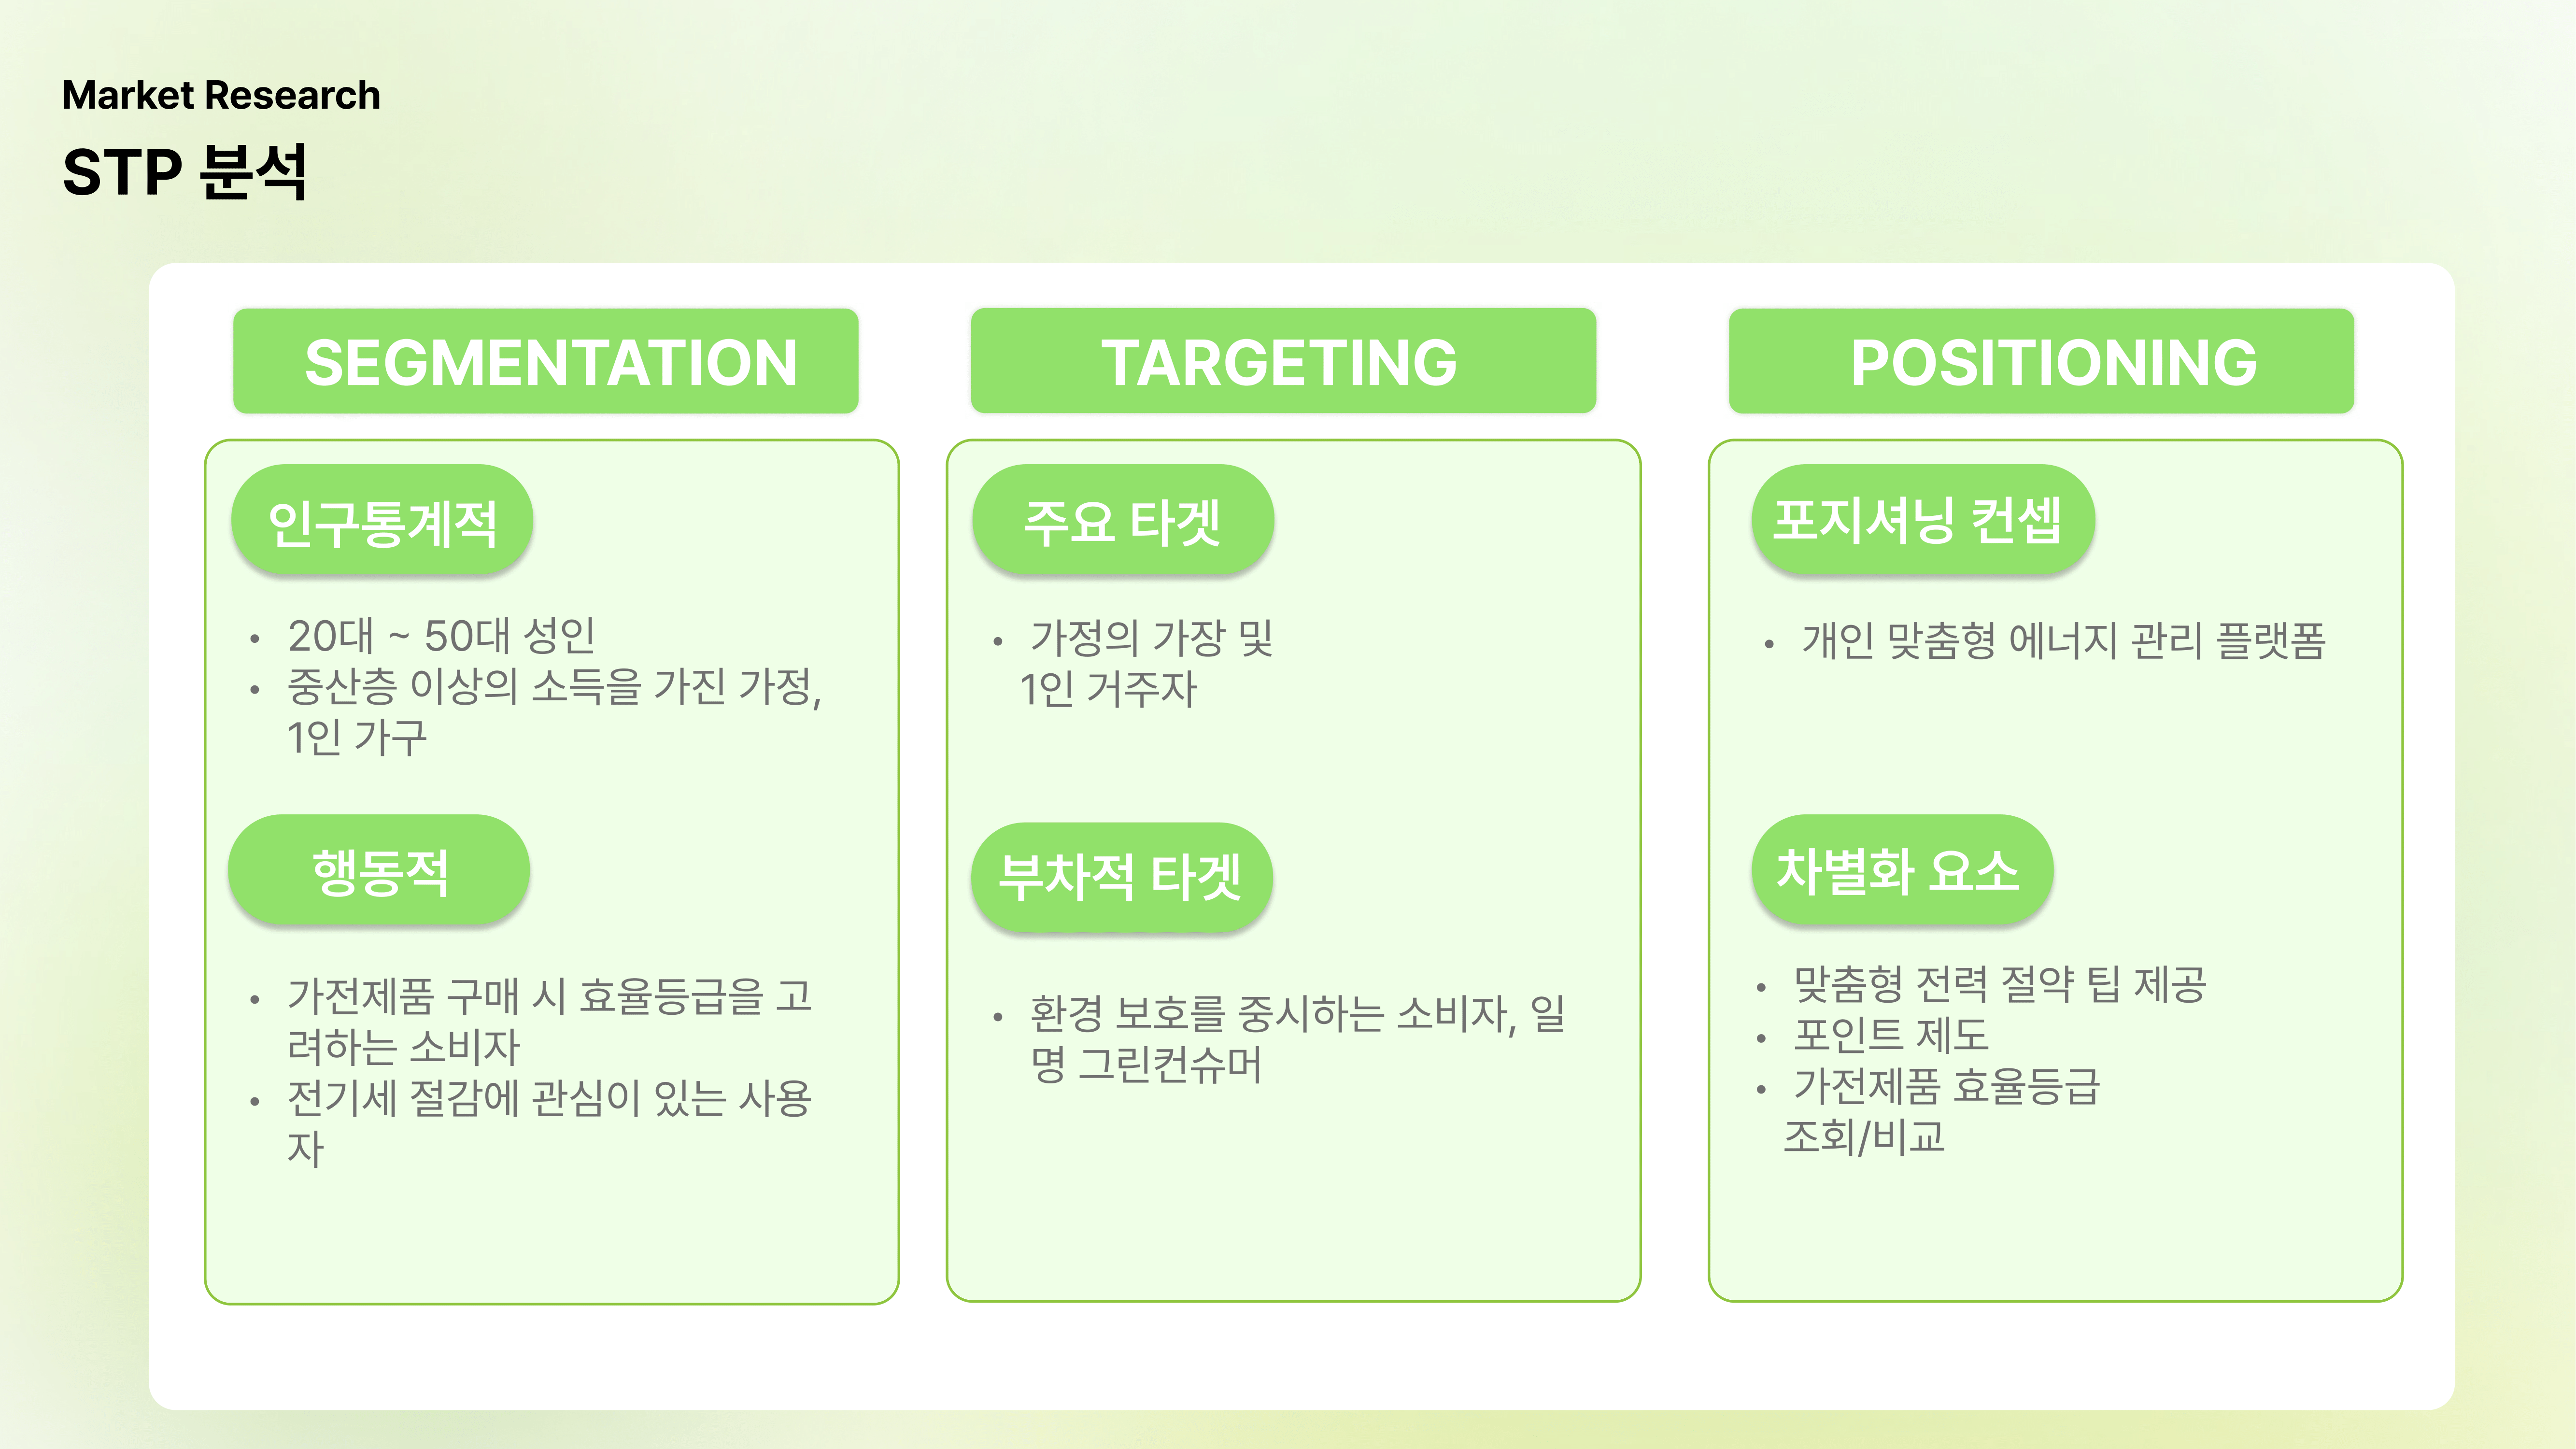 Market Research
STP 분석
SEGMENTATION
인구통계적
• 20대 ~ 50대 성인
• 중산층 이상의 소득을 가진 가정,
1인 가구
행동적
• 가전제품 구매 시 효율등급을 고
려하는 소비자
• 전기세 절감에 관심이 있는 사용
자
TARGETING
주요 타겟
• 가정의 가장 및
1인 거주자
부차적 타겟
• 환경 보호를 중시하는 소비자, 일
명 그린컨슈머
POSITIONING
포지셔닝 컨셉
• 개인 맞춤형 에너지 관리 플랫폼
차별화 요소
• 맞춤형 전력 절약 팁 제공
• 포인트 제도
• 가전제품 효율등급
조회/비교